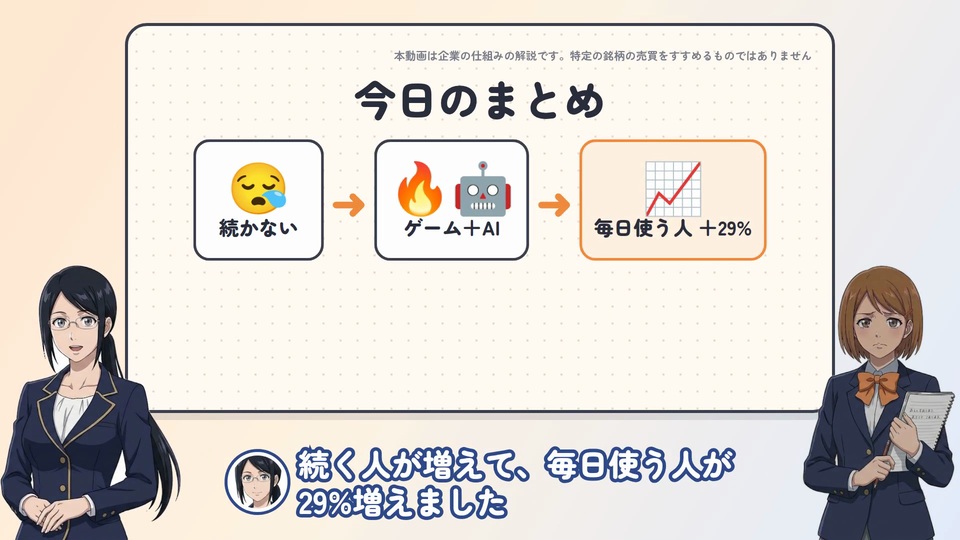 本動画は企業の仕組みの解説です。特定の銘柄の売買をすすめるものではありません
今日のまとめ
続かない
ゲーム＋AI
毎日使う人 ＋29%
続く人が増えて、毎日使う人が
29%増えました